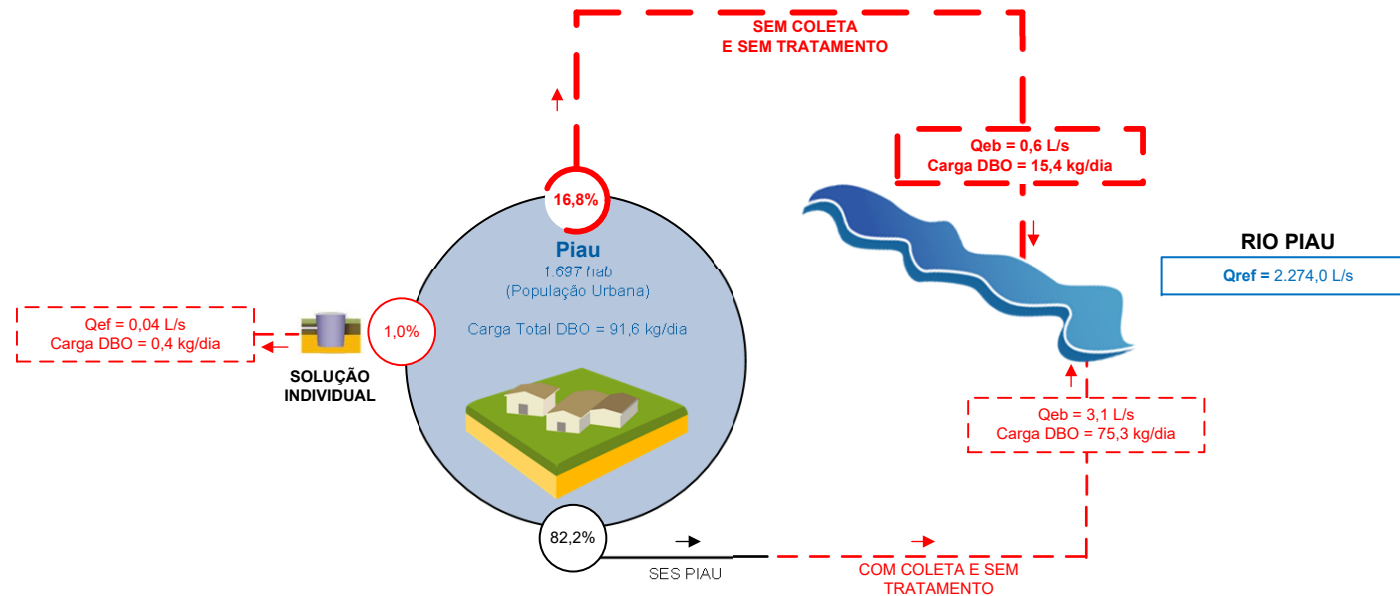 SEM COLETA
E SEM TRATAMENTO
Qeb = 0,6 L/s
Carga DBO = 15,4 kg/dia
16,8%
Piau
1.697 hab
(População Urbana)
Carga Total DBO = 91,6 kg/dia
RIO PIAU
Qref = 2.274,0 L/s
Qef = 0,04 L/s
Carga DBO = 0,4 kg/dia
1,0%
SOLUÇÃO
INDIVIDUAL
Qeb = 3,1 L/s
Carga DBO = 75,3 kg/dia
82,2%
SES PIAU
COM COLETA E SEM
TRATAMENTO